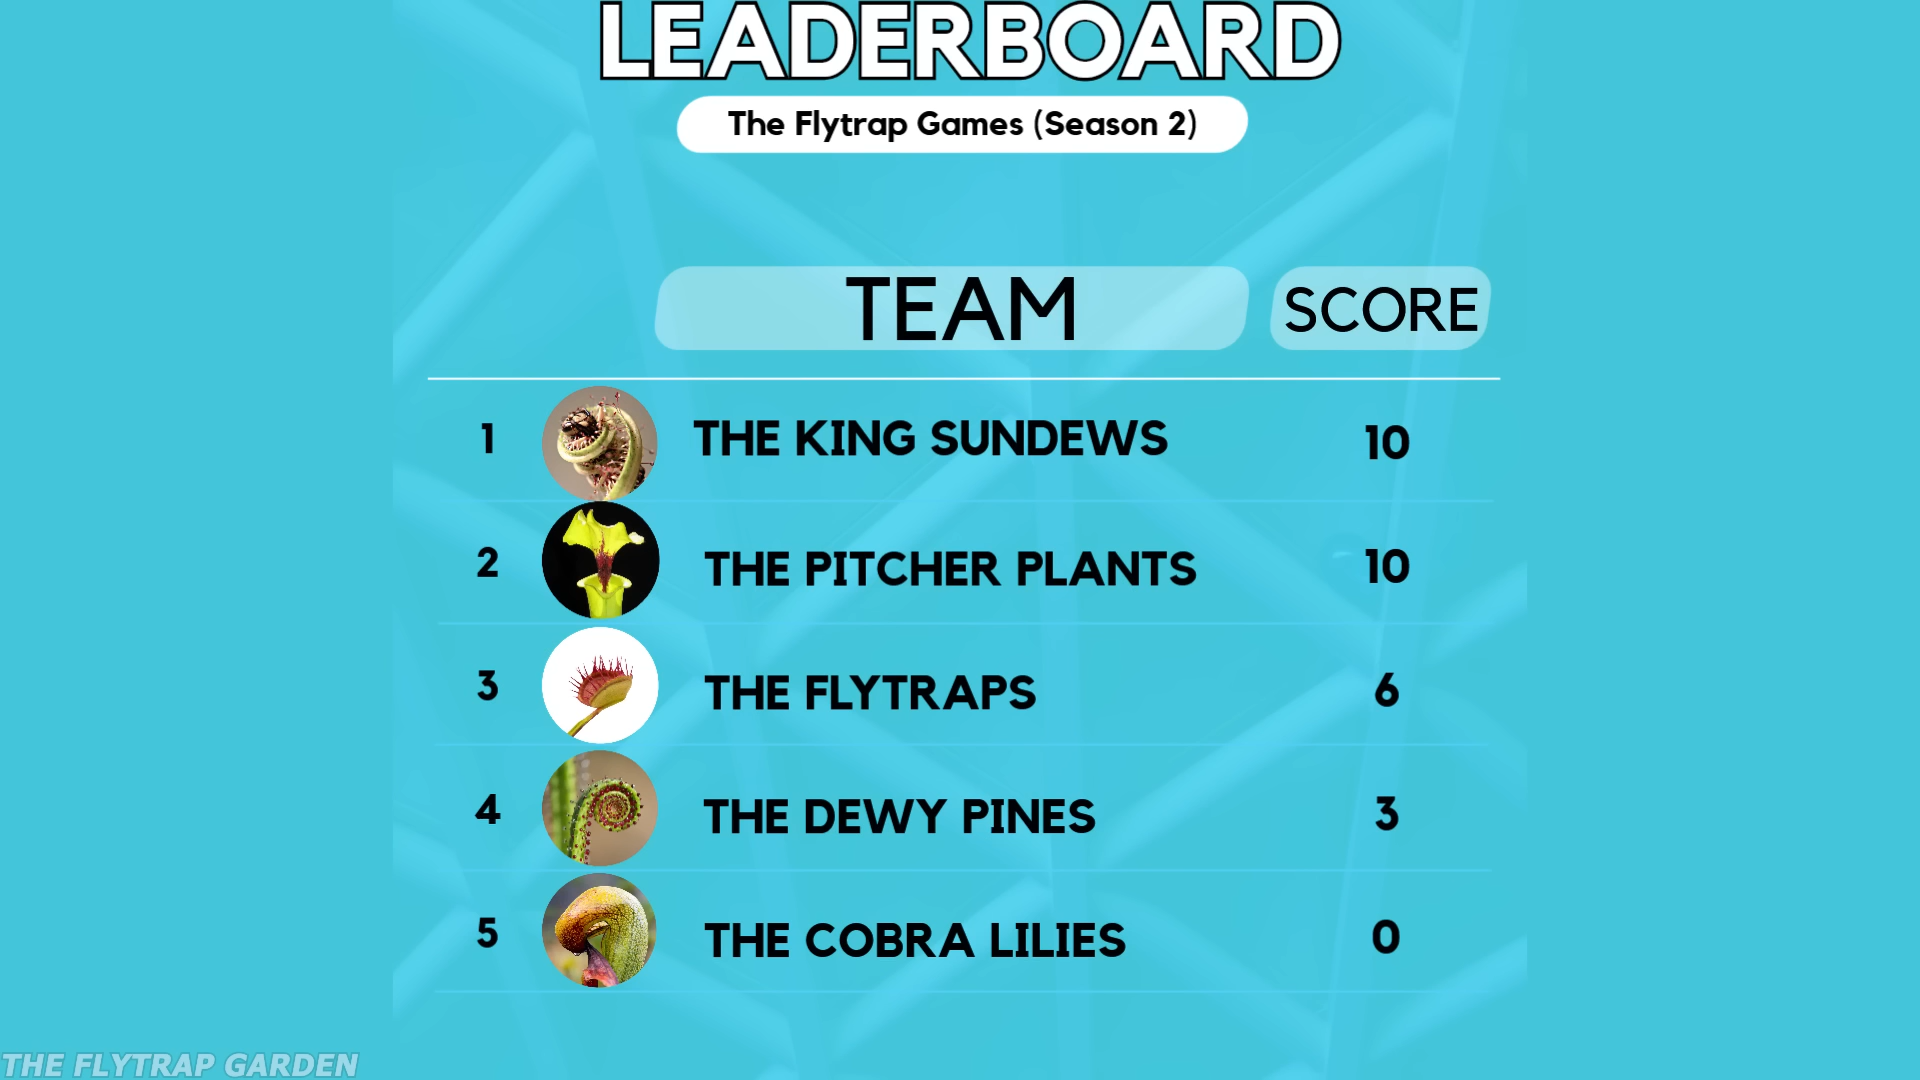 LEADERBOARD
The Flytrap Games (Season 2)
TEAM SCORE
1 THE KING SUNDEWS 10
2 THE PITCHER PLANTS 10
3 THE FLYTRAPS 6
4 THE DEWY PINES 3
5 THE COBRA LILIES 0
THE FLYTRAP GARDEN